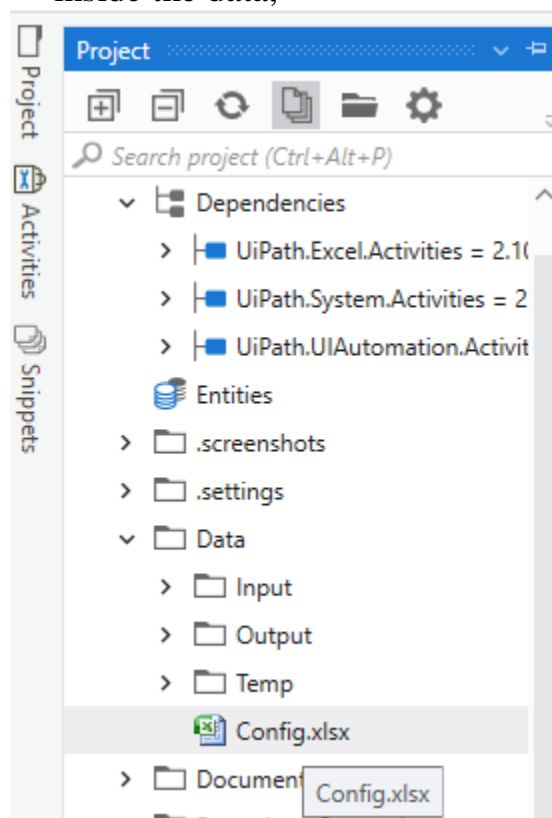 inside the data,
Project
Project
Activities
Snippets
Search project (Ctrl+Alt+P)
Dependencies
UiPath.Excel.Activities = 2.1
UiPath.System.Activities = 2
UiPath.UIAutomation.Activit
Entities
.screenshots
.settings
Data
Input
Output
Temp
Config.xlsx
Document
Config.xlsx